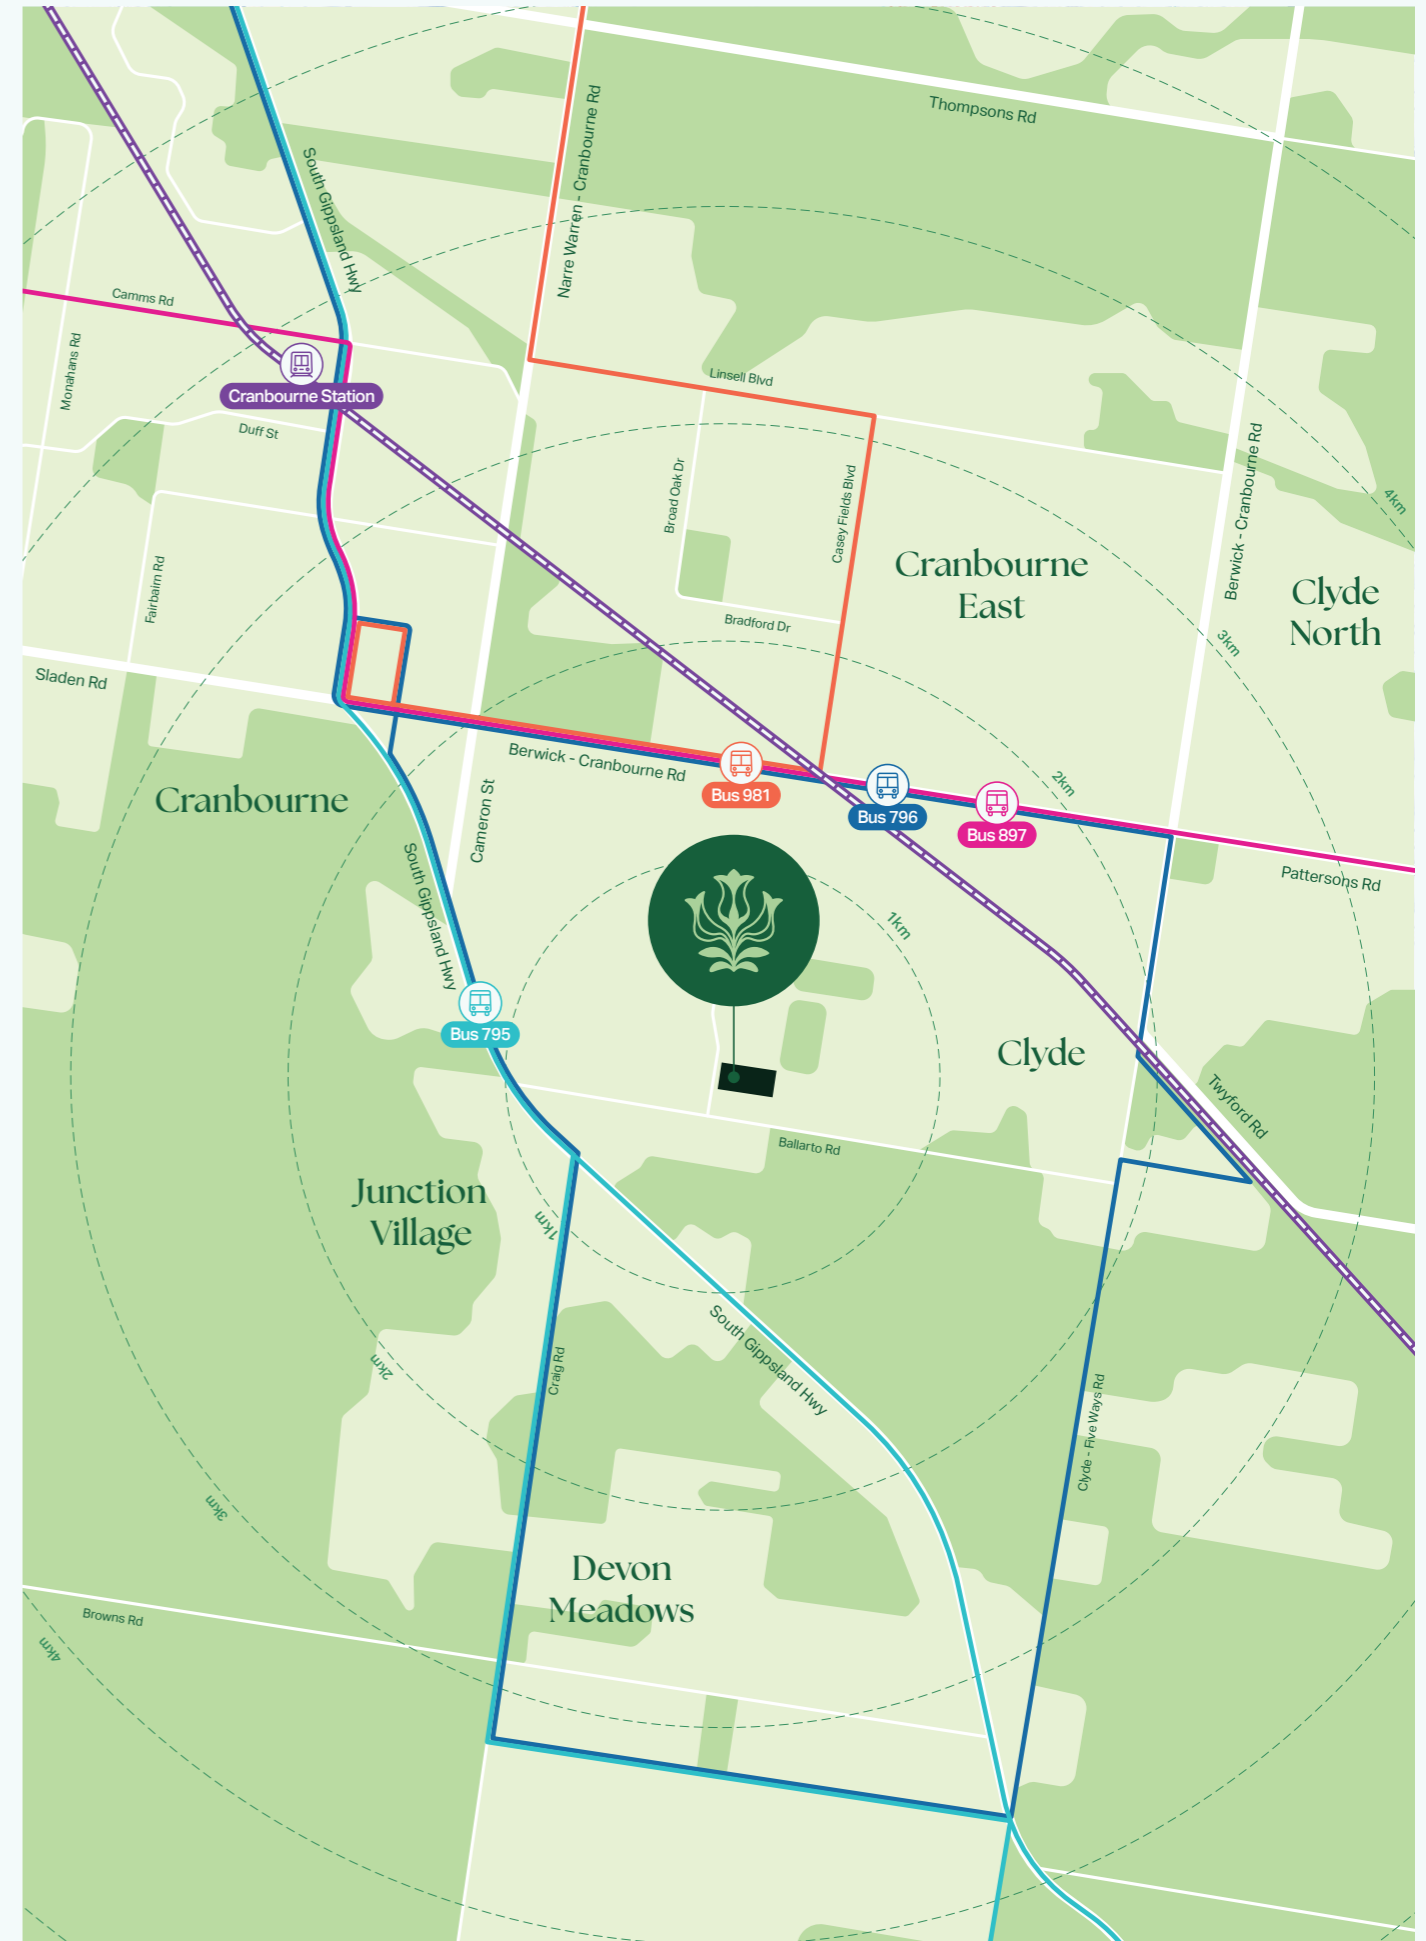 Thompsons Rd
Narre Warren - Cranbourne Rd
South Gippsland Hwy
Camms Rd
Monahans Rd
Cranbourne Station
Linsell Blvd
Duff St
Broad Oak Dr
Casey Fields Blvd
Berwick - Cranbourne Rd
4km
Cranbourne
East
Clyde
North
Fairbairn Rd
Bradford Dr
3km
Sladen Rd
Berwick - Cranbourne Rd
Bus 981
Bus 796
Bus 897
2km
Cranbourne
Cameron St
Pattersons Rd
South Gippsland Hwy
1km
Bus 795
Clyde
Twyford Rd
Ballarto Rd
Junction
Village
1km
South Gippsland Hwy
2km
Craig Rd
Clyde - Five Ways Rd
3km
Devon
Meadows
Browns Rd
4km